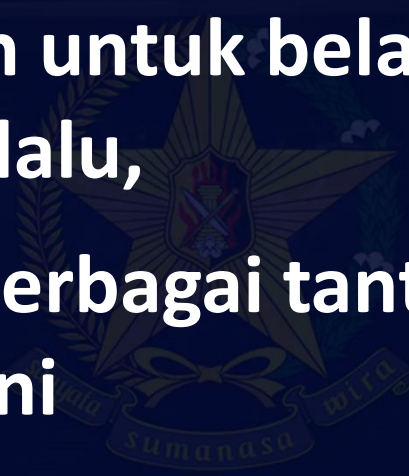 n untuk bela
lalu,
erbagai tant
ni
sumanasa
wira